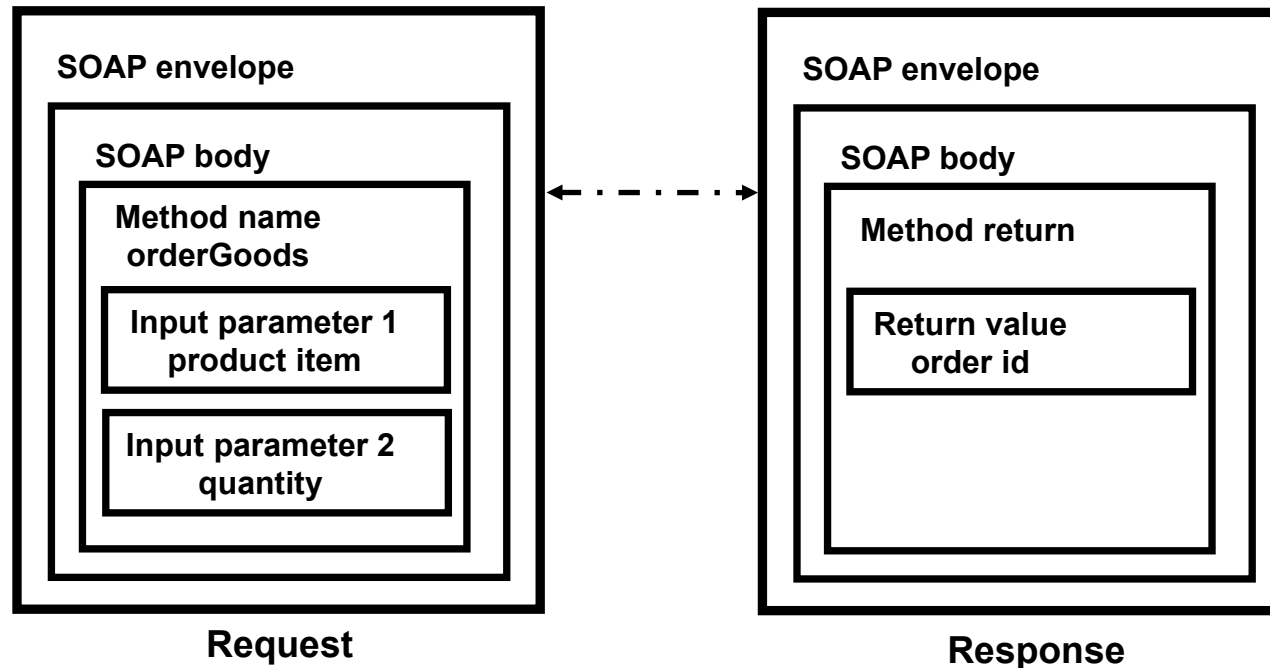 SOAP envelope
SOAP body
Method name
orderGoods
Input parameter 1
product item
Input parameter 2
quantity
Request
SOAP envelope
SOAP body
Method return
Return value
order id
Response